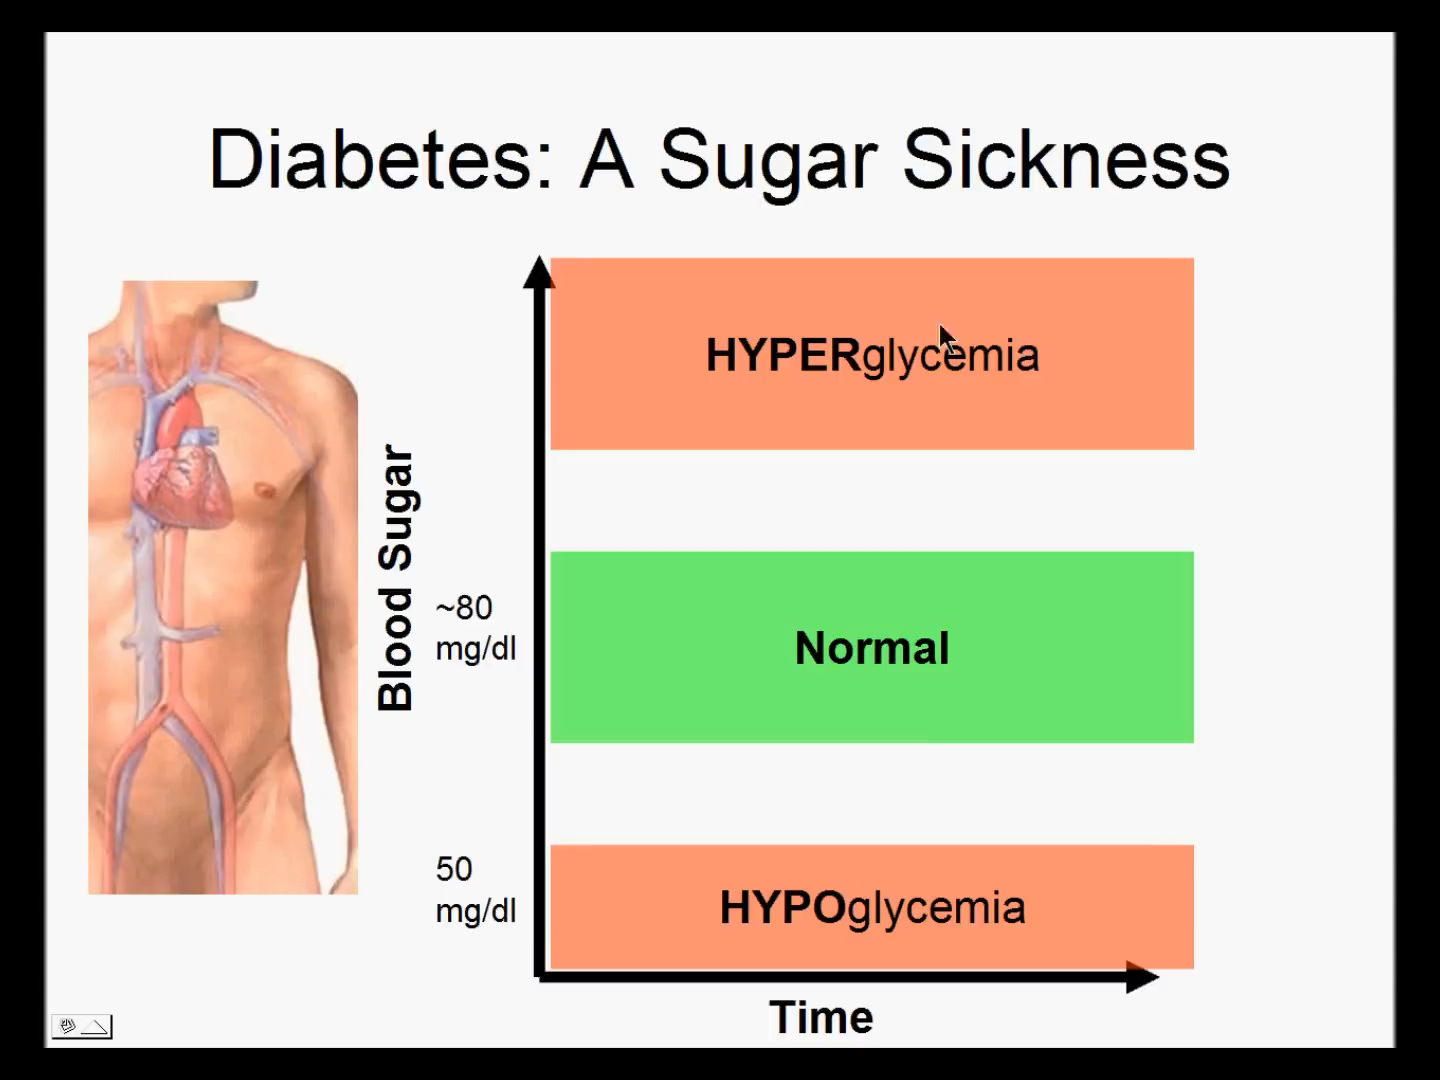 Diabetes: A Sugar Sickness
HYPERglycemia
Blood Sugar
~80
mg/dl
Normal
50
mg/dl
HYPOglycemia
Time